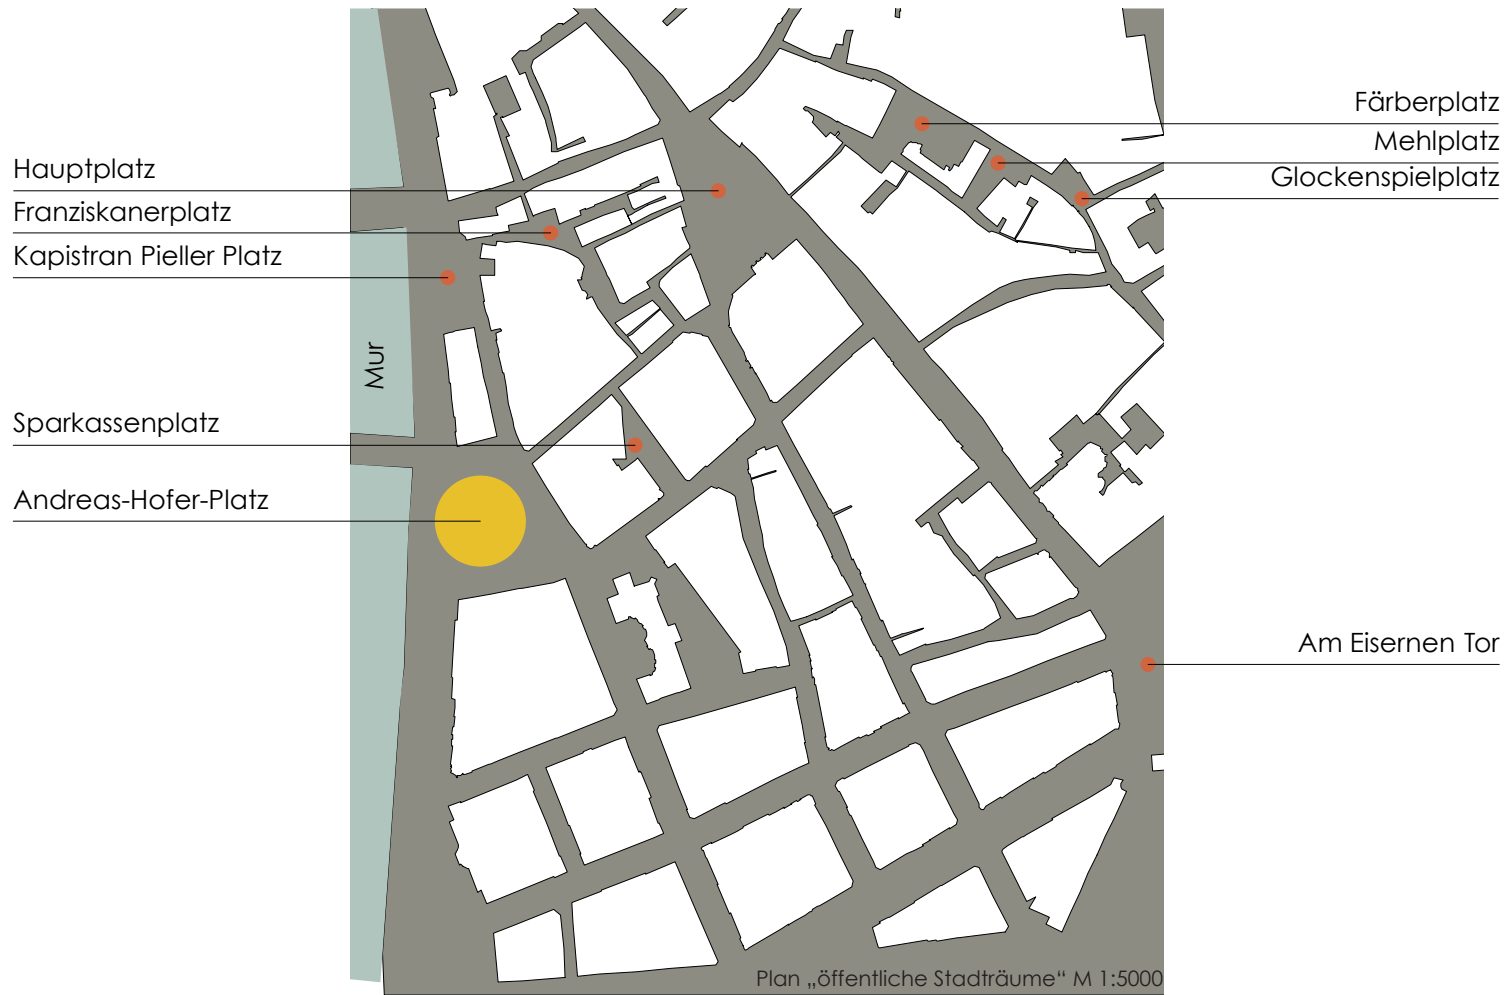 Hauptplatz
Franziskanerplatz
Kapistran Pieller Platz
Mur
Sparkassenplatz
Andreas-Hofer-Platz
Färberplatz
Mehlplatz
Glockenspielplatz
Am Eisernen Tor
Plan „öffentliche Stadträume“ M 1:5000